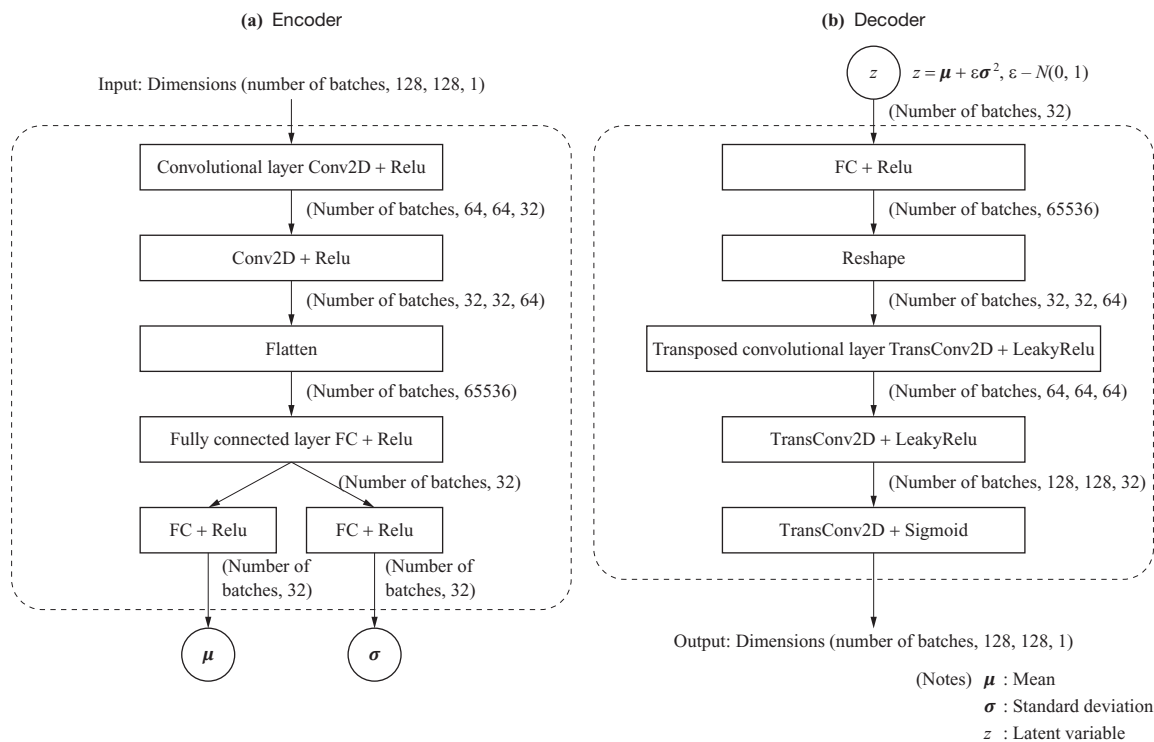 (a) Encoder
Input: Dimensions (number of batches, 128, 128, 1)
Convolutional layer Conv2D + Relu
(Number of batches, 64, 64, 32)
Conv2D + Relu
(Number of batches, 32, 32, 64)
Flatten
(Number of batches, 65536)
Fully connected layer FC + Relu
(Number of batches, 32)
FC + Relu
FC + Relu
(Number of
batches, 32)
(Number of
batches, 32)
μ
σ
(b) Decoder
z
z = μ + εσ², ε – N(0, 1)
(Number of batches, 32)
FC + Relu
(Number of batches, 65536)
Reshape
(Number of batches, 32, 32, 64)
Transposed convolutional layer TransConv2D + LeakyRelu
(Number of batches, 64, 64, 64)
TransConv2D + LeakyRelu
(Number of batches, 128, 128, 32)
TransConv2D + Sigmoid
Output: Dimensions (number of batches, 128, 128, 1)
(Notes) μ : Mean
σ : Standard deviation
z : Latent variable